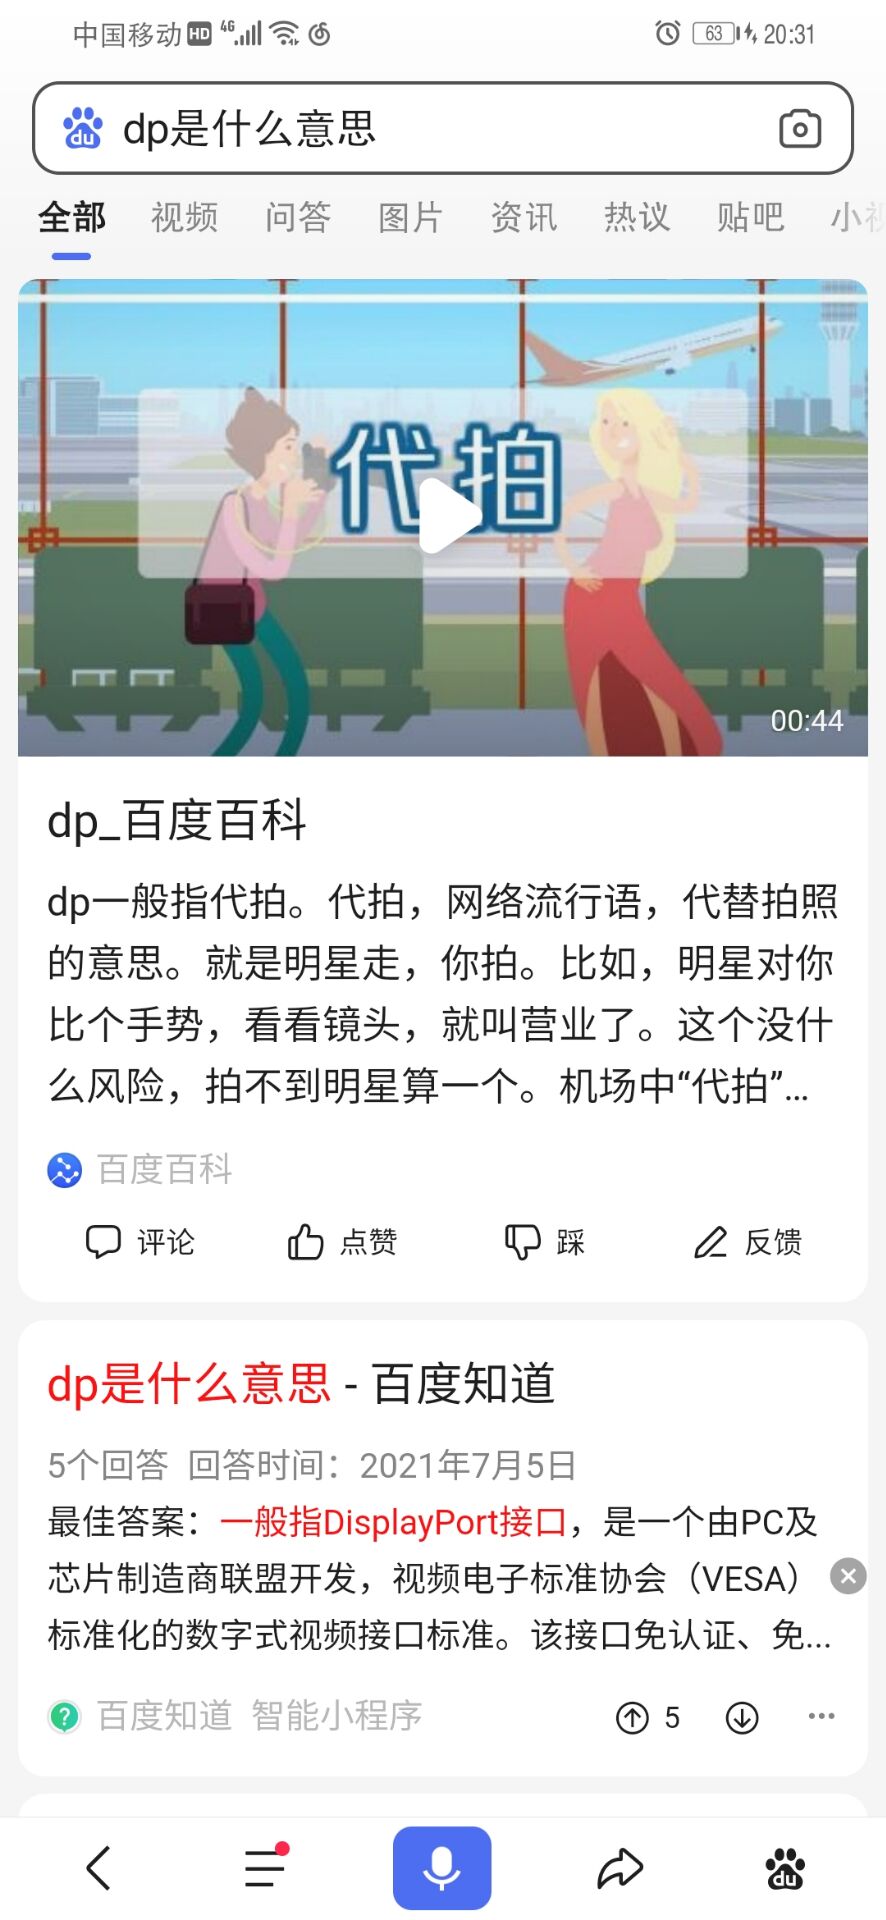 中国移动 HD 4G 63 20:31
du dp是什么意思
全部 视频 问答 图片 资讯 热议 贴吧 小视
代拍
00:44
dp_百度百科
dp一般指代拍。代拍，网络流行语，代替拍照
的意思。就是明星走，你拍。比如，明星对你
比个手势，看看镜头，就叫营业了。这个没什
么风险，拍不到明星算一个。机场中“代拍”...
百度百科
评论 点赞 踩 反馈
dp是什么意思 - 百度知道
5个回答 回答时间：2021年7月5日
最佳答案：一般指DisplayPort接口，是一个由PC及
芯片制造商联盟开发，视频电子标准协会（VESA）
标准化的数字式视频接口标准。该接口免认证、免...
百度知道 智能小程序 5
du